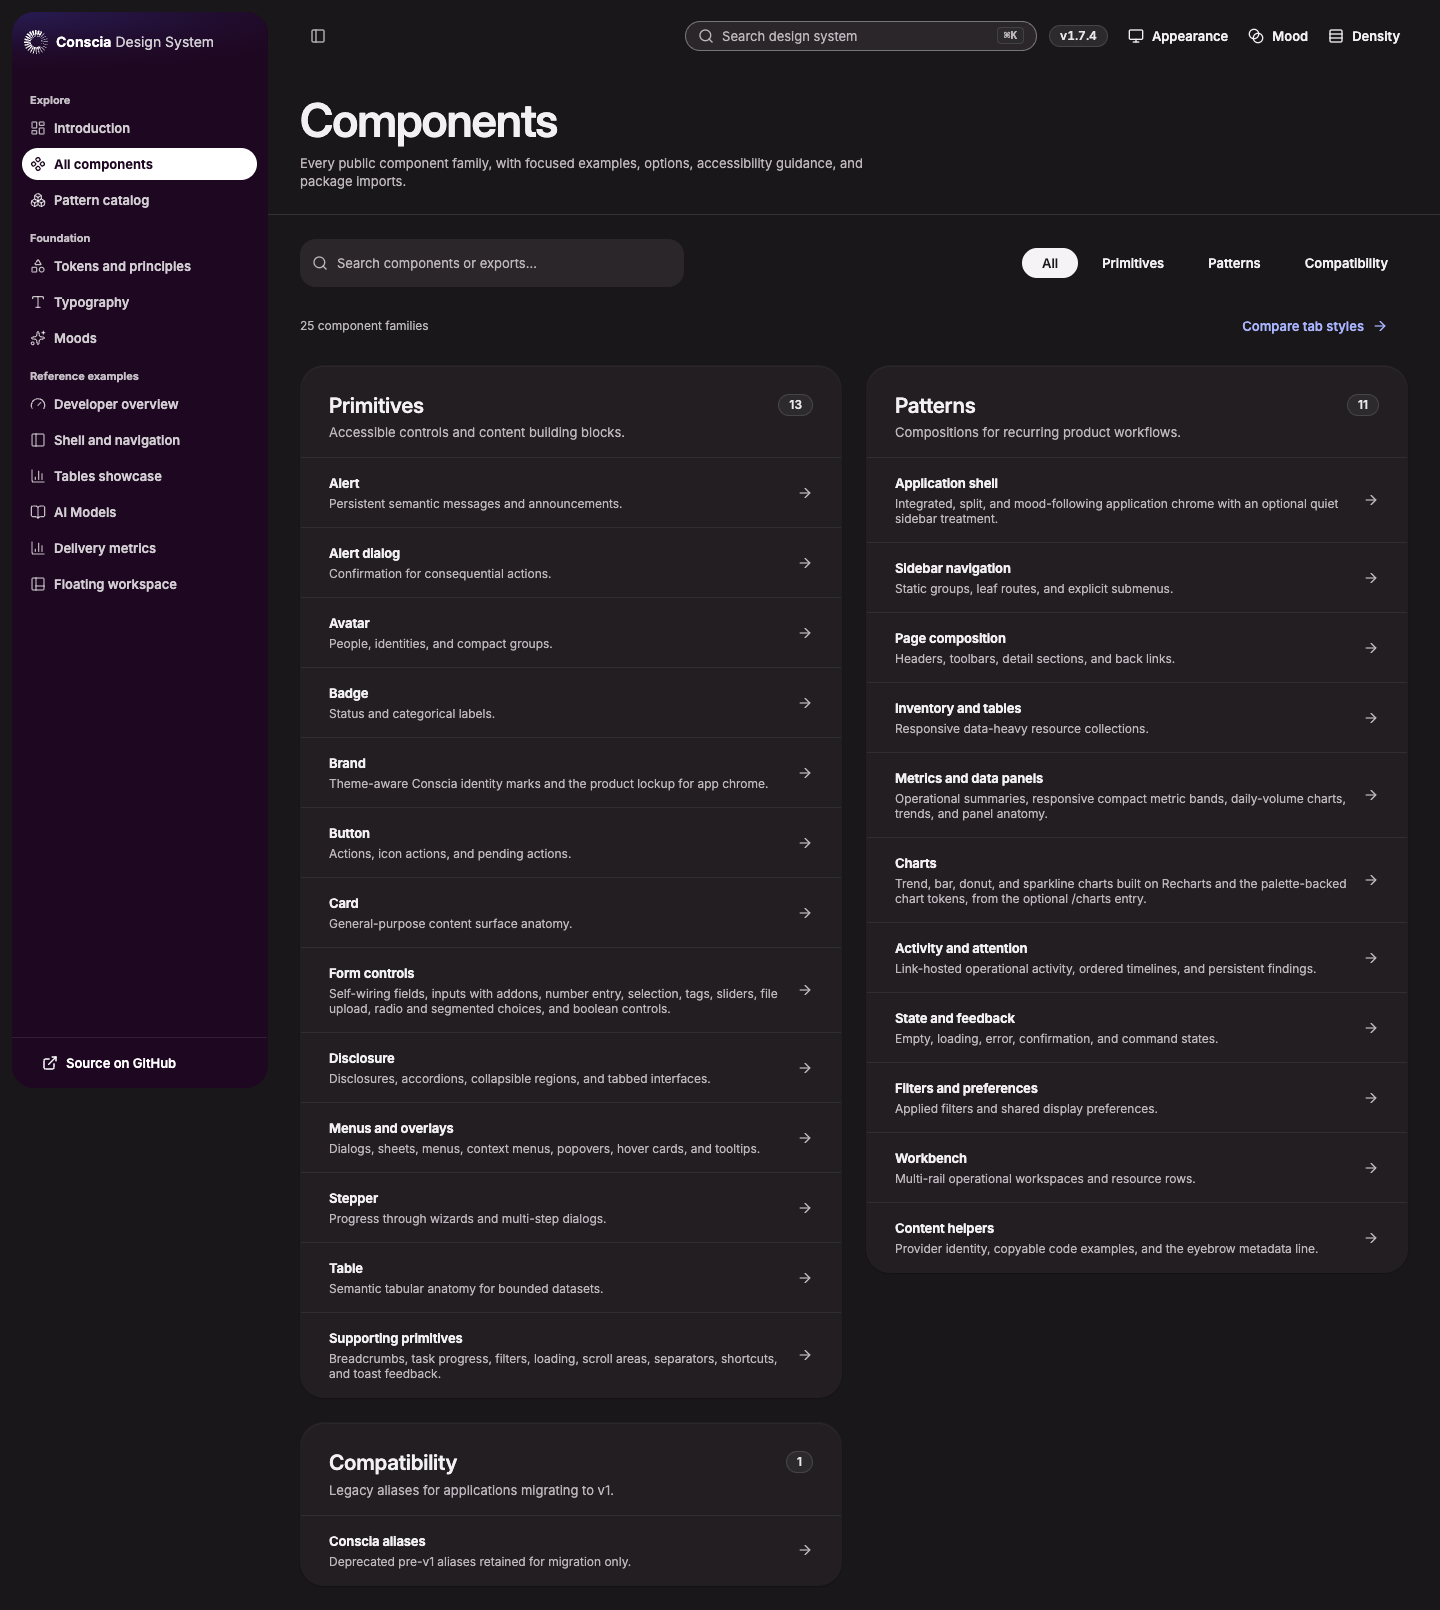 Conscia Design System
Explore
Introduction
All components
Pattern catalog
Foundation
Tokens and principles
Typography
Moods
Reference examples
Developer overview
Shell and navigation
Tables showcase
AI Models
Delivery metrics
Floating workspace
Source on GitHub
Search design system
⌘K
v1.7.4
Appearance
Mood
Density
Components
Every public component family, with focused examples, options, accessibility guidance, and
package imports.
Search components or exports...
All
Primitives
Patterns
Compatibility
25 component families
Compare tab styles
Primitives
13
Accessible controls and content building blocks.
Alert
Persistent semantic messages and announcements.
Alert dialog
Confirmation for consequential actions.
Avatar
People, identities, and compact groups.
Badge
Status and categorical labels.
Brand
Theme-aware Conscia identity marks and the product lockup for app chrome.
Button
Actions, icon actions, and pending actions.
Card
General-purpose content surface anatomy.
Form controls
Self-wiring fields, inputs with addons, number entry, selection, tags, sliders, file
upload, radio and segmented choices, and boolean controls.
Disclosure
Disclosures, accordions, collapsible regions, and tabbed interfaces.
Menus and overlays
Dialogs, sheets, menus, context menus, popovers, hover cards, and tooltips.
Stepper
Progress through wizards and multi-step dialogs.
Table
Semantic tabular anatomy for bounded datasets.
Supporting primitives
Breadcrumbs, task progress, filters, loading, scroll areas, separators, shortcuts,
and toast feedback.
Patterns
11
Compositions for recurring product workflows.
Application shell
Integrated, split, and mood-following application chrome with an optional quiet
sidebar treatment.
Sidebar navigation
Static groups, leaf routes, and explicit submenus.
Page composition
Headers, toolbars, detail sections, and back links.
Inventory and tables
Responsive data-heavy resource collections.
Metrics and data panels
Operational summaries, responsive compact metric bands, daily-volume charts,
trends, and panel anatomy.
Charts
Trend, bar, donut, and sparkline charts built on Recharts and the palette-backed
chart tokens, from the optional /charts entry.
Activity and attention
Link-hosted operational activity, ordered timelines, and persistent findings.
State and feedback
Empty, loading, error, confirmation, and command states.
Filters and preferences
Applied filters and shared display preferences.
Workbench
Multi-rail operational workspaces and resource rows.
Content helpers
Provider identity, copyable code examples, and the eyebrow metadata line.
Compatibility
1
Legacy aliases for applications migrating to v1.
Conscia aliases
Deprecated pre-v1 aliases retained for migration only.